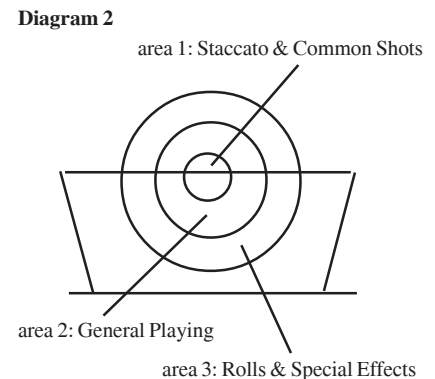 Diagram 2
area 1: Staccato & Common Shots
area 2: General Playing
area 3: Rolls & Special Effects